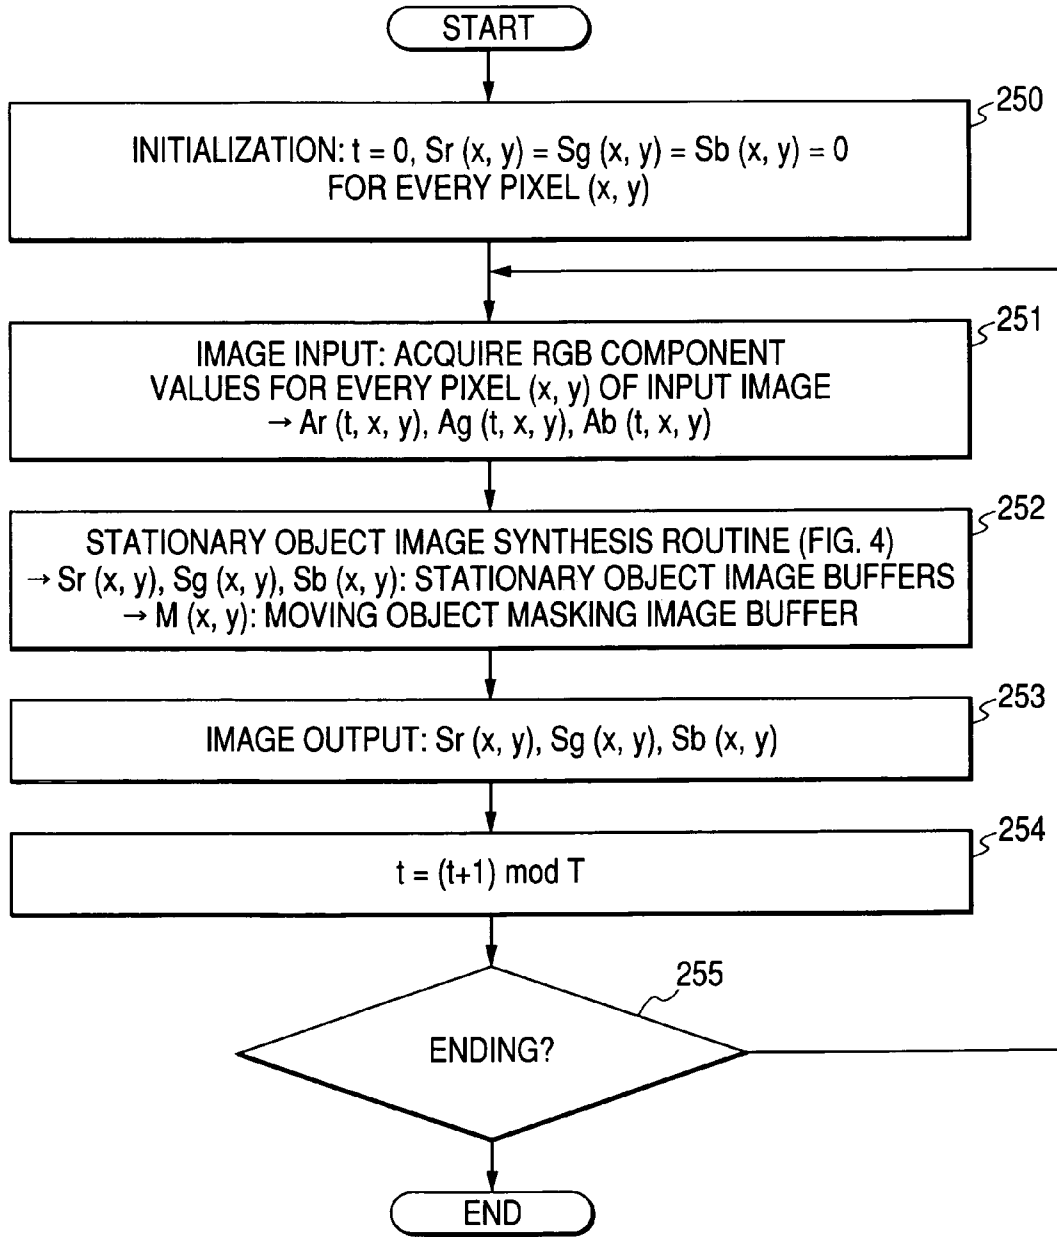 START
250
INITIALIZATION: t = 0, Sr (x, y) = Sg (x, y) = Sb (x, y) = 0
FOR EVERY PIXEL (x, y)
251
IMAGE INPUT: ACQUIRE RGB COMPONENT
VALUES FOR EVERY PIXEL (x, y) OF INPUT IMAGE
→ Ar (t, x, y), Ag (t, x, y), Ab (t, x, y)
252
STATIONARY OBJECT IMAGE SYNTHESIS ROUTINE (FIG. 4)
→ Sr (x, y), Sg (x, y), Sb (x, y): STATIONARY OBJECT IMAGE BUFFERS
→ M (x, y): MOVING OBJECT MASKING IMAGE BUFFER
253
IMAGE OUTPUT: Sr (x, y), Sg (x, y), Sb (x, y)
254
t = (t+1) mod T
255
ENDING?
END